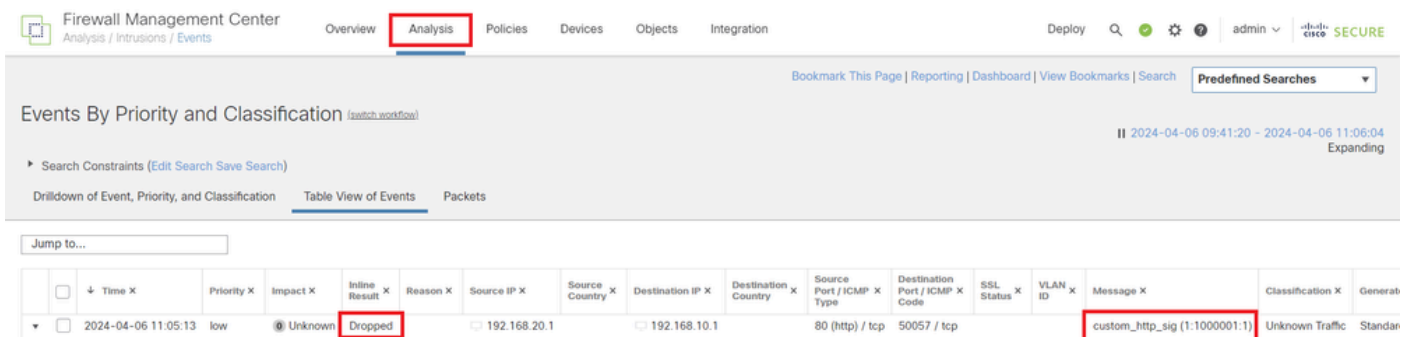 Firewall Management Center
Analysis / Intrusions / Events
Overview Analysis Policies Devices Objects Integration
Deploy admin cisco SECURE
Bookmark This Page | Reporting | Dashboard | View Bookmarks | Search Predefined Searches
Events By Priority and Classification (switch workflow)
2024-04-06 09:41:20 - 2024-04-06 11:06:04
Expanding
Search Constraints (Edit Search Save Search)
Drilldown of Event, Priority, and Classification Table View of Events Packets
Jump to...
Time X Priority X Impact X Inline Result X Reason X Source IP X Source Country X Destination IP X Destination Country X Source Port / ICMP Type X Destination Port / ICMP Code X SSL Status X VLAN ID X Message X Classification X Generat
2024-04-06 11:05:13 low 0 Unknown Dropped 192.168.20.1 192.168.10.1 80 (http) / tcp 50057 / tcp custom_http_sig (1:1000001:1) Unknown Traffic Standar